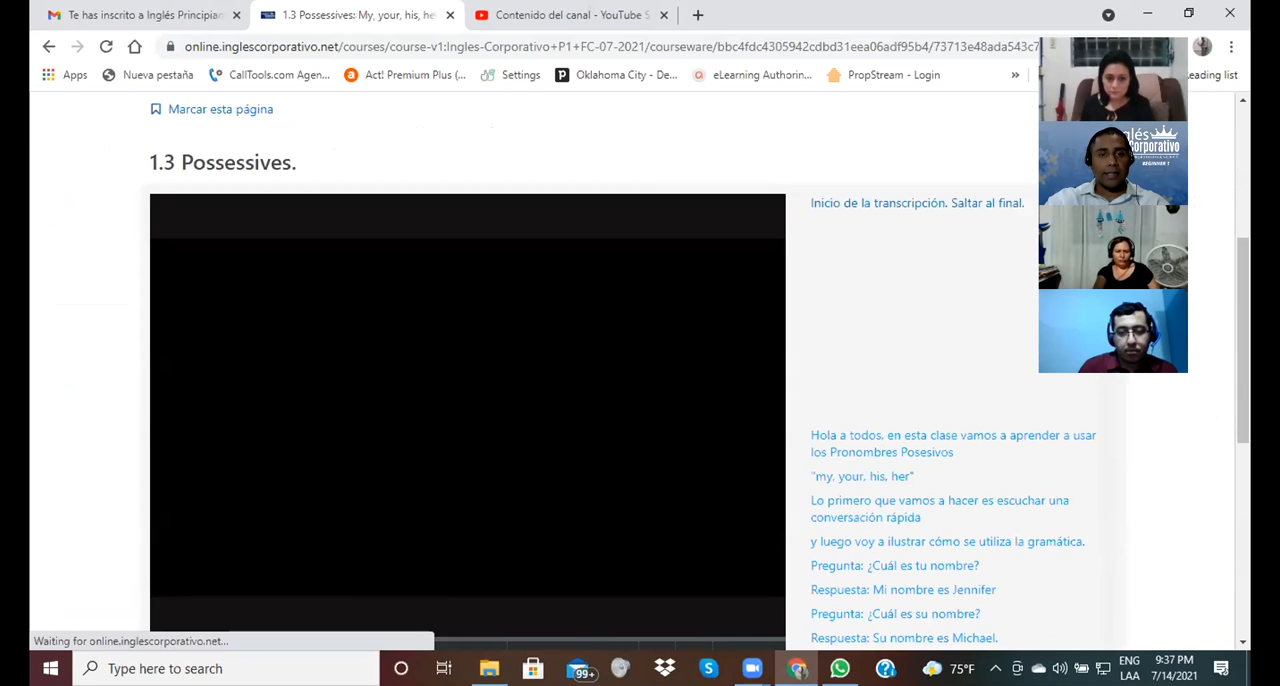 Te has inscrito a Inglés Principian
1.3 Possessives: My, your, his, he
Contenido del canal - YouTube S
online.inglescorporativo.net/courses/course-v1:Ingles-Corporativo+P1+FC-07-2021/courseware/bbc4fdc4305942cdbd31eea06adf95b4/73713e48ada543c7
Apps Nueva pestaña CallTools.com Agen... Act! Premium Plus (... Settings Oklahoma City - De... eLearning Authorin... PropStream - Login » eading list
Marcar esta página
1.3 Possessives.
Inicio de la transcripción. Saltar al final.
Hola a todos, en esta clase vamos a aprender a usar
los Pronombres Posesivos
"my, your, his, her"
Lo primero que vamos a hacer es escuchar una
conversación rápida
y luego voy a ilustrar cómo se utiliza la gramática.
Pregunta: ¿Cuál es tu nombre?
Respuesta: Mi nombre es Jennifer
Pregunta: ¿Cuál es su nombre?
Respuesta: Su nombre es Michael.
glés
Corporativo
BEGINNER 1
Waiting for online.inglescorporativo.net...
Type here to search
99+
75°F
ENG
LAA
9:37 PM
7/14/2021